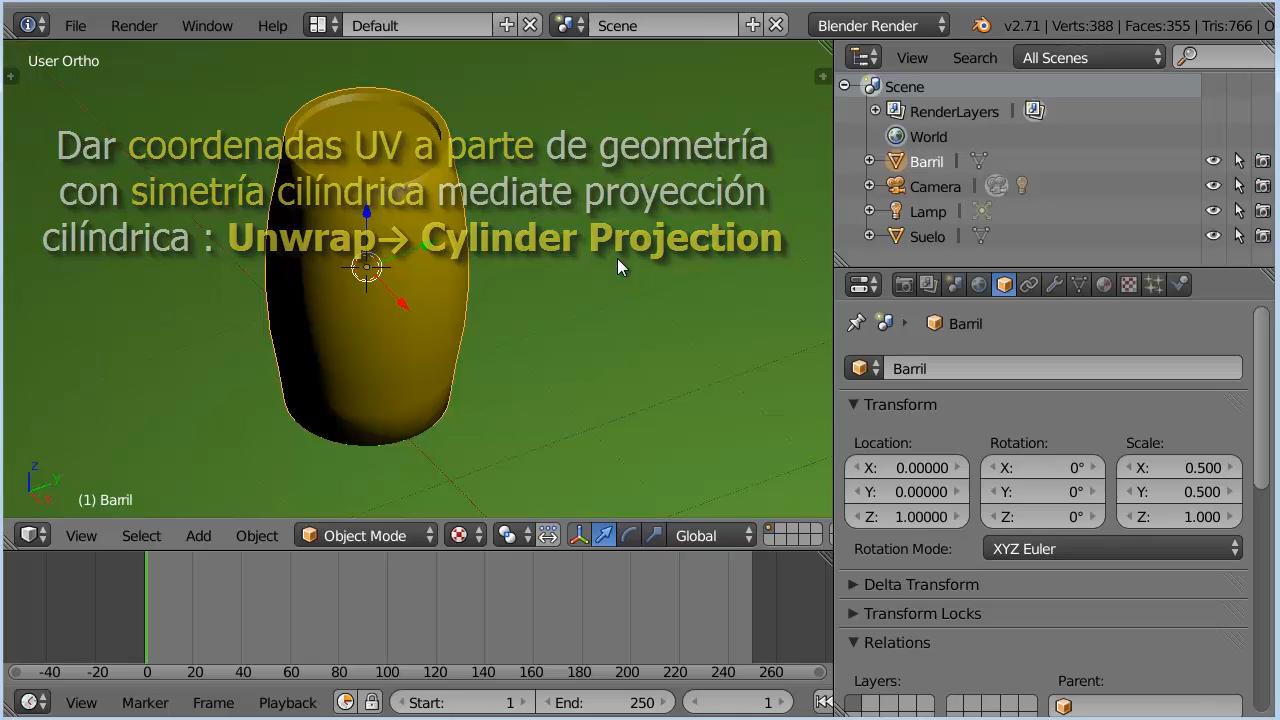 File Render Window Help Default Scene Blender Render v2.71 | Verts:388 | Faces:355 | Tris:766 | O
User Ortho
View Search All Scenes
Scene
RenderLayers |
World
Barril |
Camera |
Lamp |
Suelo |
Dar coordenadas UV a parte de geometría
con simetría cilíndrica mediate proyección
cilíndrica : Unwrap→ Cylinder Projection
Barril
Barril
Transform
Location: Rotation: Scale:
X: 0.00000 X: 0° X: 0.500
Y: 0.00000 Y: 0° Y: 0.500
Z: 1.00000 Z: 0° Z: 1.000
Rotation Mode: XYZ Euler
Delta Transform
Transform Locks
Relations
Layers: Parent:
z
y
x
(1) Barril
View Select Add Object Object Mode Global
-40 -20 0 20 40 60 80 100 120 140 160 180 200 220 240 260
View Marker Frame Playback Start: 1 End: 250 1